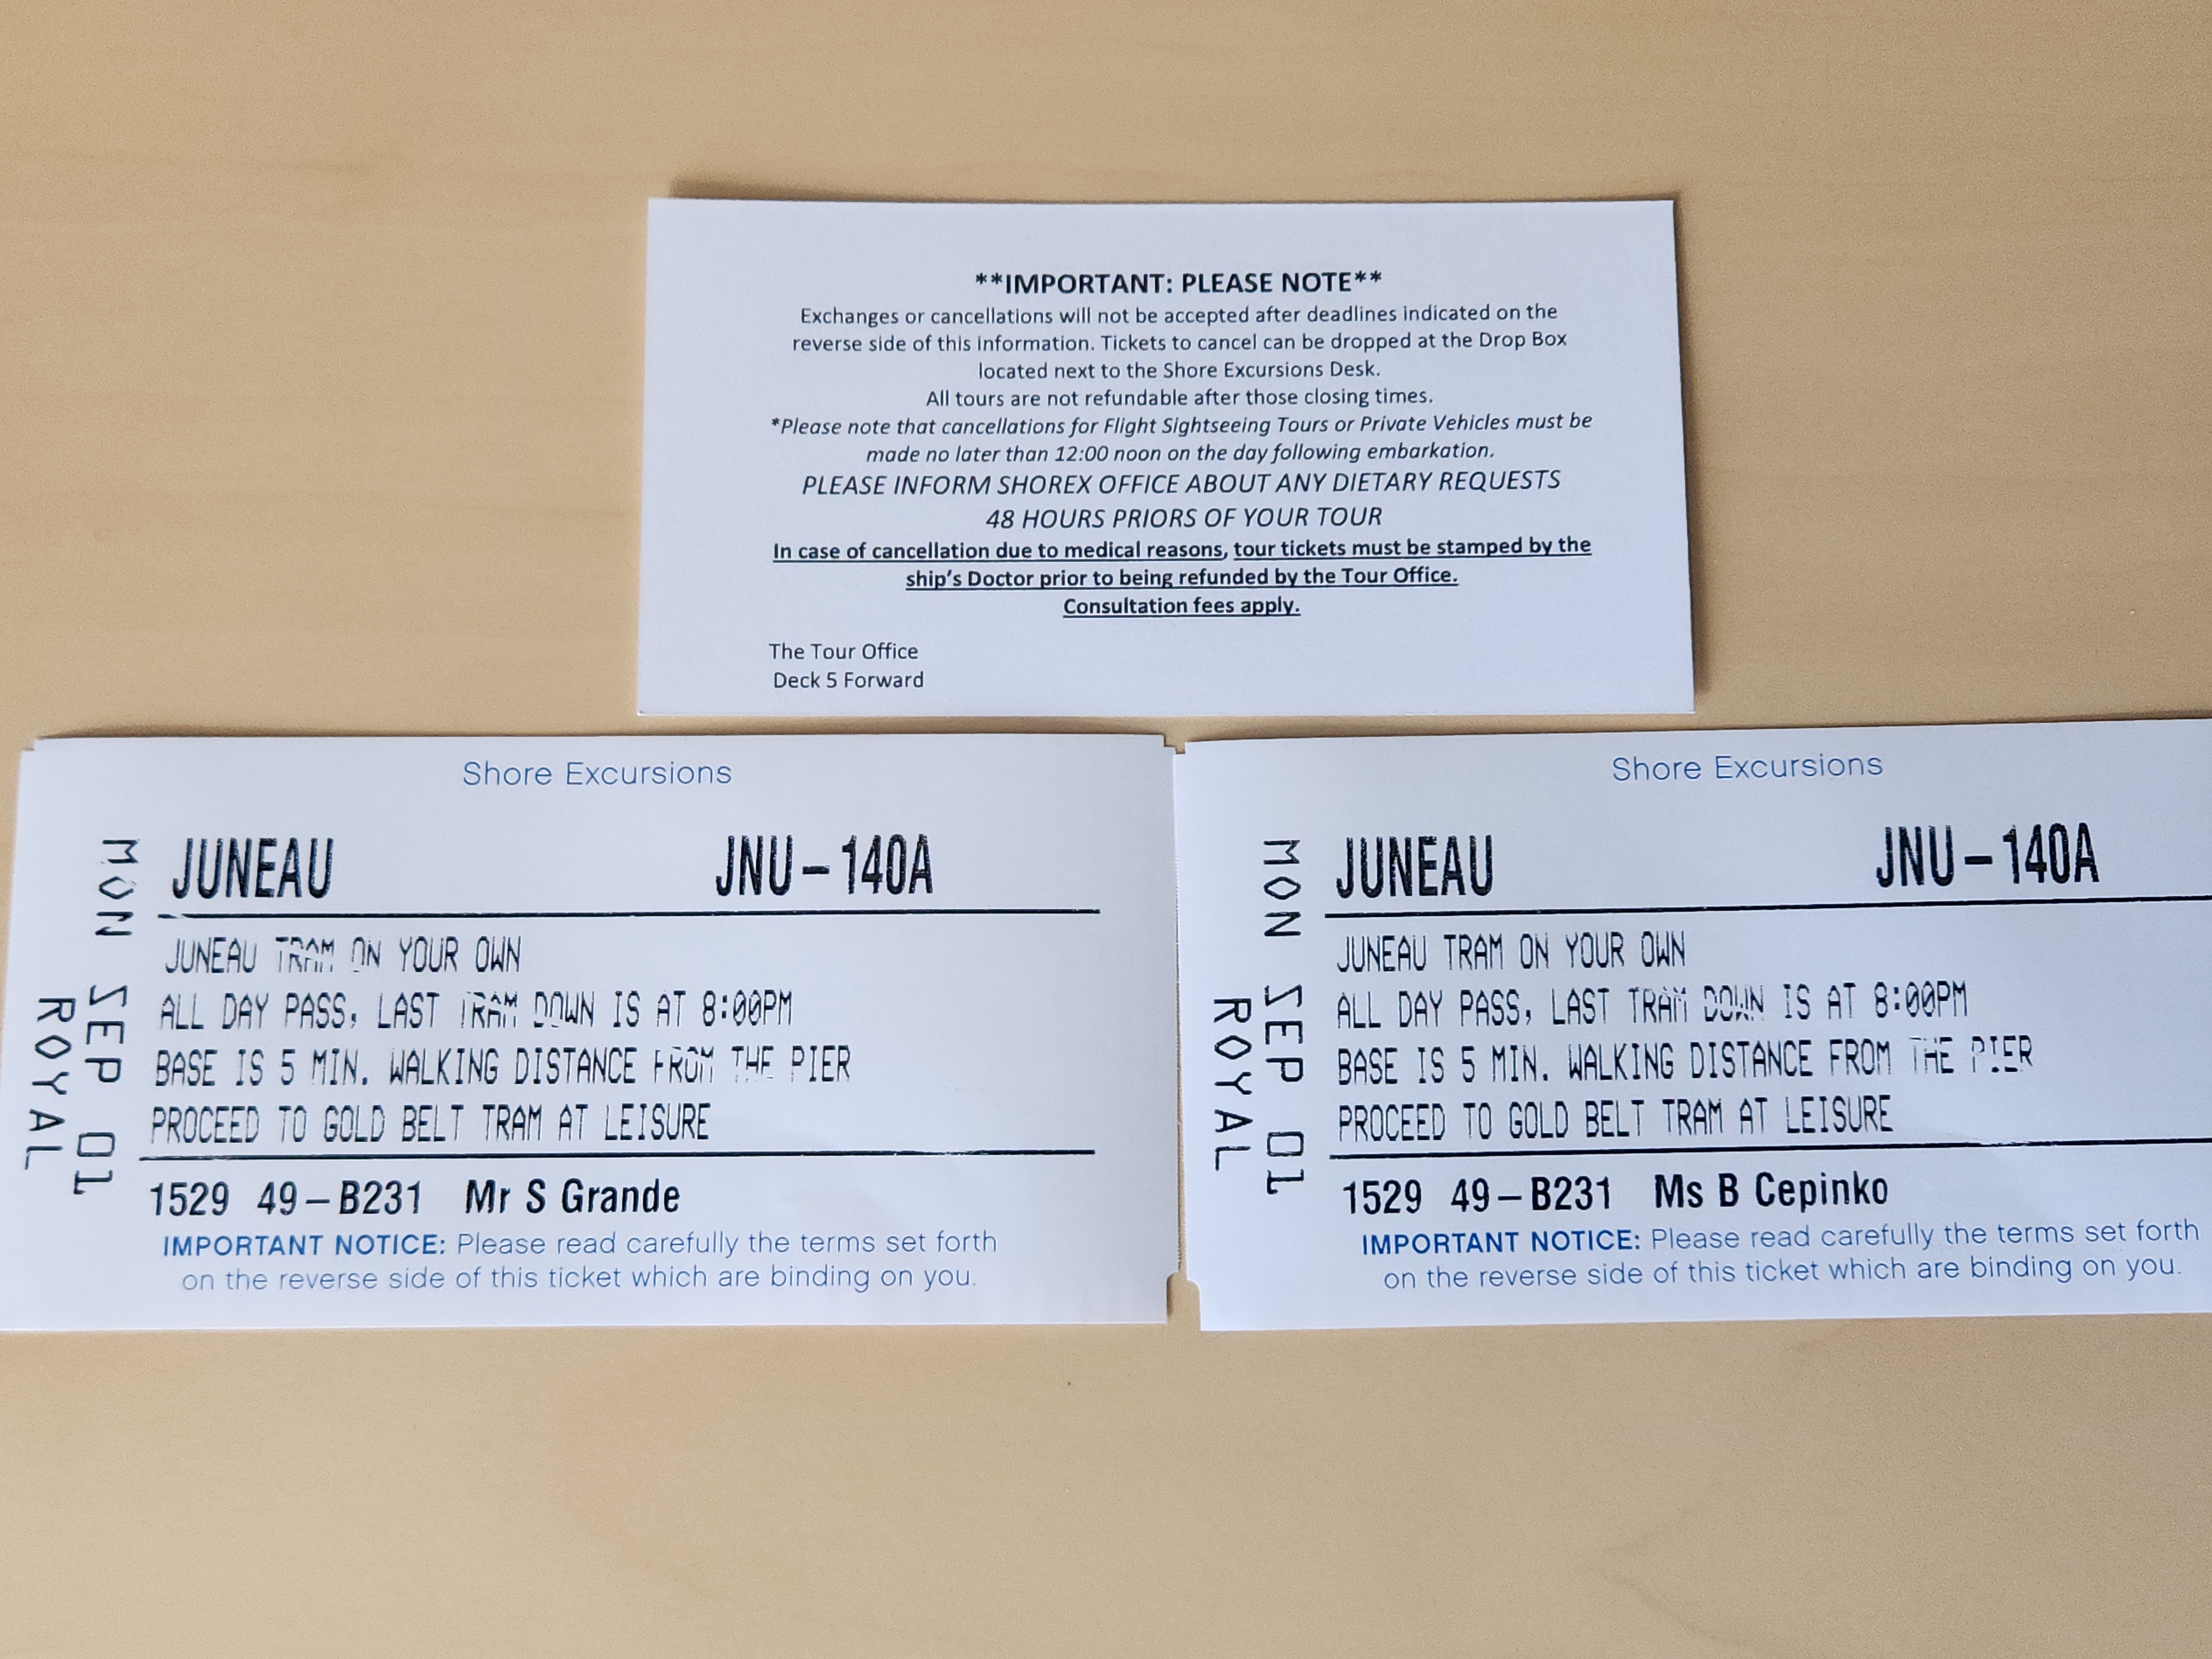 **IMPORTANT: PLEASE NOTE**
Exchanges or cancellations will not be accepted after deadlines indicated on the
reverse side of this information. Tickets to cancel can be dropped at the Drop Box
located next to the Shore Excursions Desk.
All tours are not refundable after those closing times.
*Please note that cancellations for Flight Sightseeing Tours or Private Vehicles must be
made no later than 12:00 noon on the day following embarkation.
PLEASE INFORM SHOREX OFFICE ABOUT ANY DIETARY REQUESTS
48 HOURS PRIORS OF YOUR TOUR
In case of cancellation due to medical reasons, tour tickets must be stamped by the
ship's Doctor prior to being refunded by the Tour Office.
Consultation fees apply.
The Tour Office
Deck 5 Forward
Shore Excursions
MON SEP 01
ROYAL
JUNEAU JNU-140A
JUNEAU TRAM ON YOUR OWN
ALL DAY PASS, LAST TRAM DOWN IS AT 8:00PM
BASE IS 5 MIN. WALKING DISTANCE FROM THE PIER
PROCEED TO GOLD BELT TRAM AT LEISURE
1529 49-B231 Mr S Grande
IMPORTANT NOTICE: Please read carefully the terms set forth
on the reverse side of this ticket which are binding on you.
Shore Excursions
MON SEP 01
ROYAL
JUNEAU JNU-140A
JUNEAU TRAM ON YOUR OWN
ALL DAY PASS, LAST TRAM DOWN IS AT 8:00PM
BASE IS 5 MIN. WALKING DISTANCE FROM THE PIER
PROCEED TO GOLD BELT TRAM AT LEISURE
1529 49-B231 Ms B Cepinko
IMPORTANT NOTICE: Please read carefully the terms set forth
on the reverse side of this ticket which are binding on you.